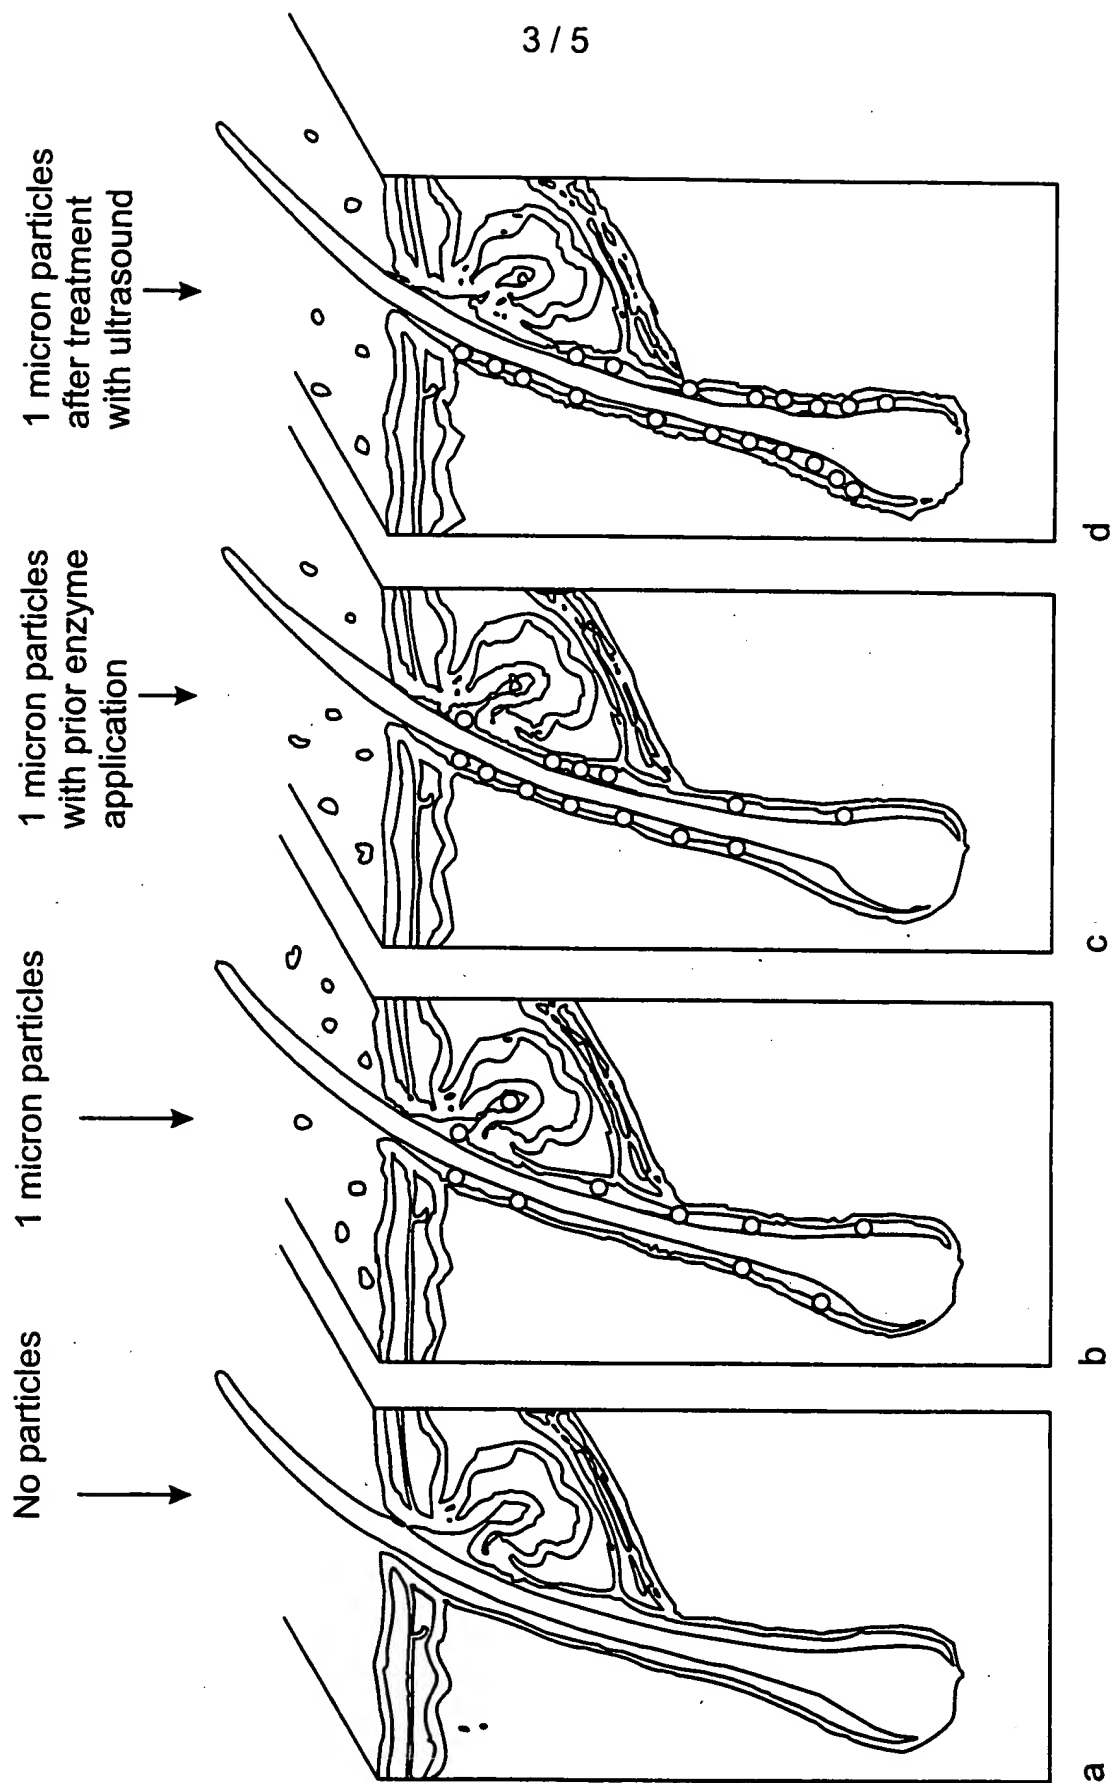 3 / 5
No particles
1 micron particles
1 micron particles
with prior enzyme
application
1 micron particles
after treatment
with ultrasound
a
b
c
d